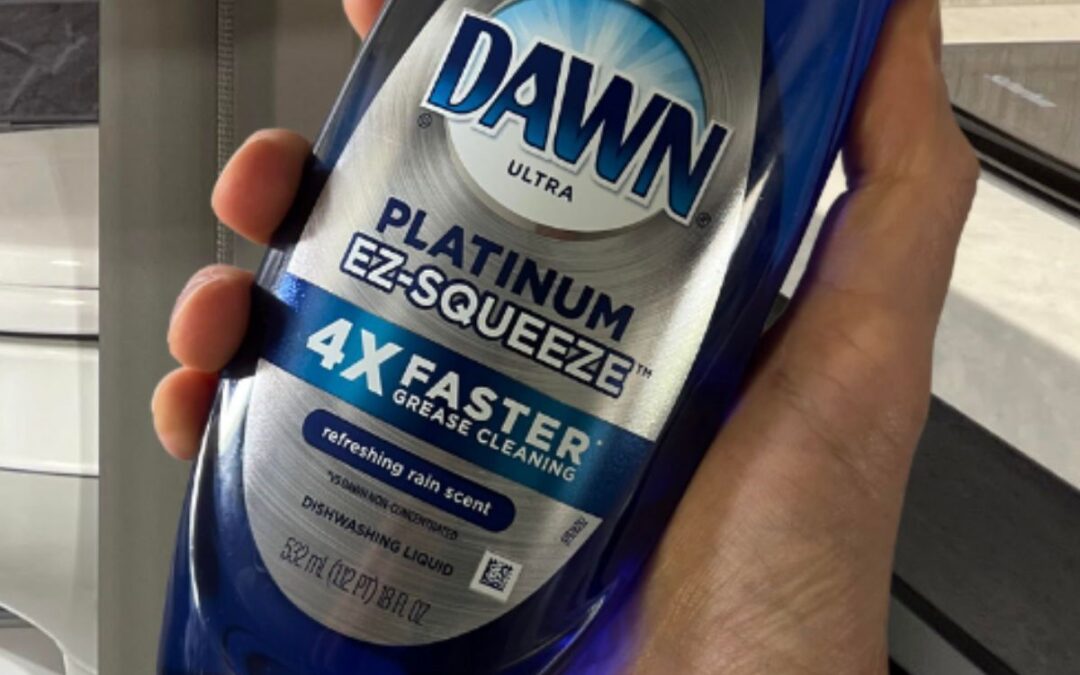 DAWN
®
ULTRA
®
PLATINUM
EZ-SQUEEZE™
4X FASTER*
GREASE CLEANING
refreshing rain scent
*VS DAWN NON-CONCENTRATED
DISHWASHING LIQUID
532 mL (1.12 PT) 18 FL OZ